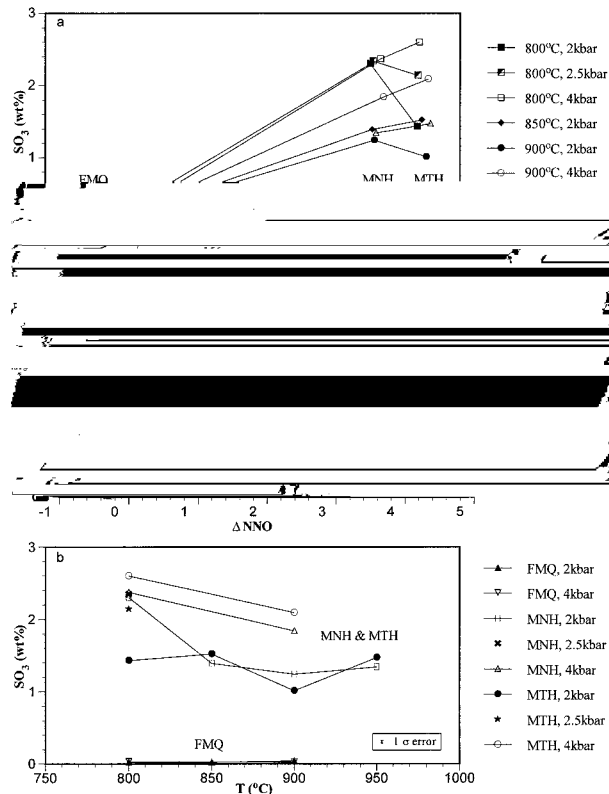 3
a
800°C, 2kbar
800°C, 2.5kbar
2
800°C, 4kbar
SO3 (wt%)
850°C, 2kbar
900°C, 2kbar
1
FMQ
MNH
MTH
900°C, 4kbar
-1 0 1 2 3 4 5
Δ NNO
3
b
FMQ, 2kbar
FMQ, 4kbar
2
MNH, 2kbar
MNH & MTH
MNH, 2.5kbar
SO3 (wt%)
MNH, 4kbar
1
MTH, 2kbar
MTH, 2.5kbar
FMQ
1 σ error
MTH, 4kbar
0
750 800 850 900 950 1000
T (°C)